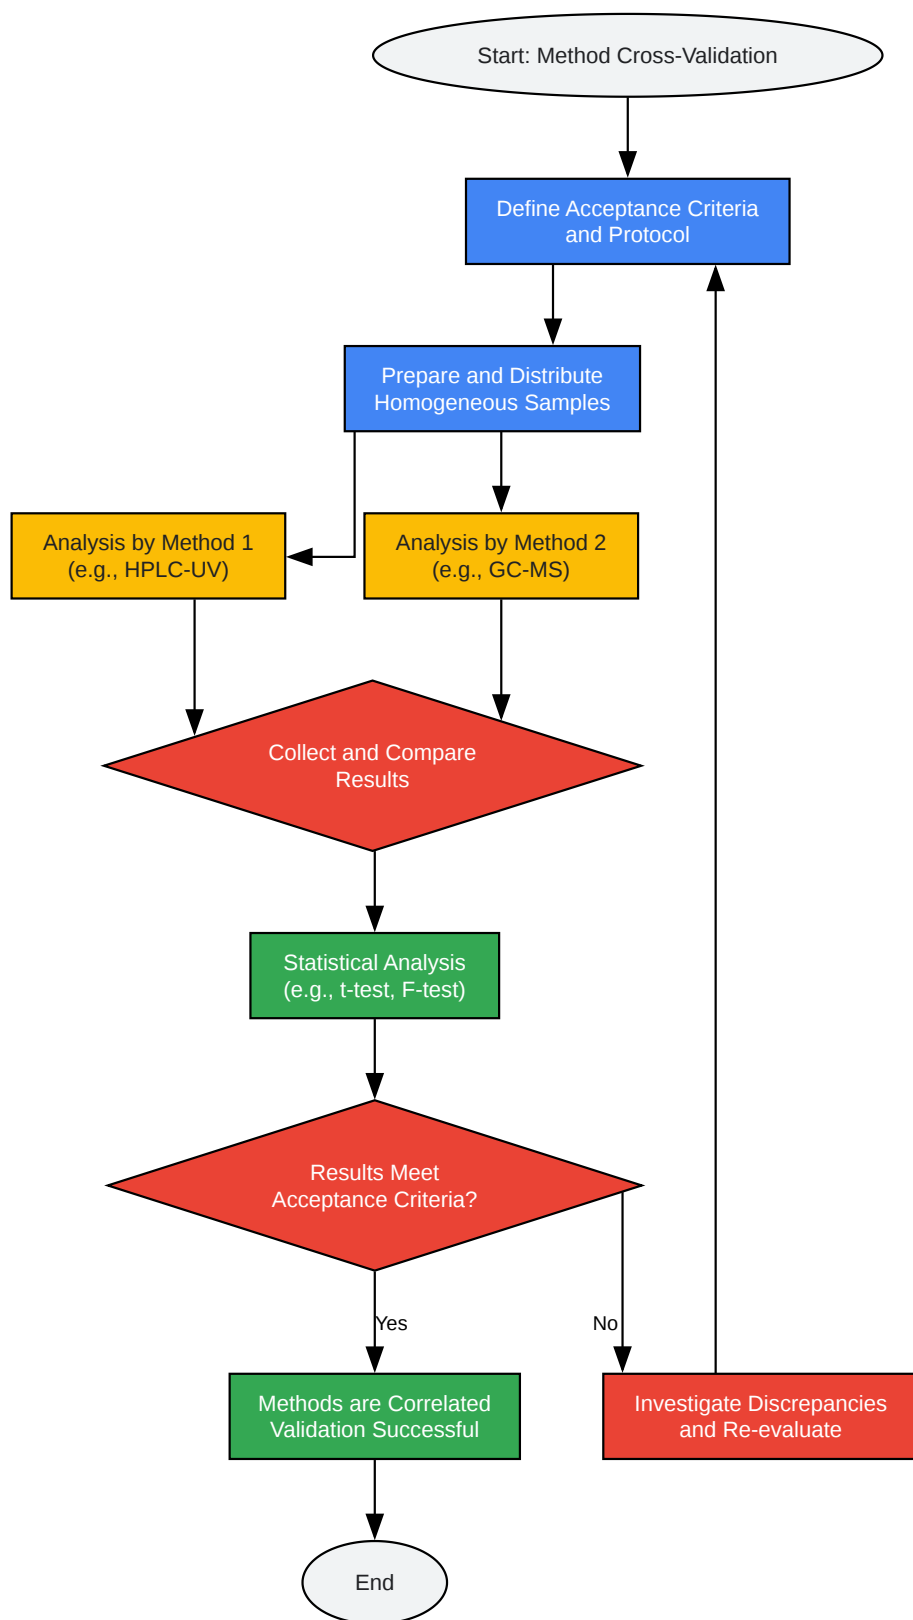 Start: Method Cross-Validation
Define Acceptance Criteria
and Protocol
Prepare and Distribute
Homogeneous Samples
Analysis by Method 1
(e.g., HPLC-UV)
Analysis by Method 2
(e.g., GC-MS)
Collect and Compare
Results
Statistical Analysis
(e.g., t-test, F-test)
Results Meet
Acceptance Criteria?
Yes
No
Methods are Correlated
Validation Successful
Investigate Discrepancies
and Re-evaluate
End